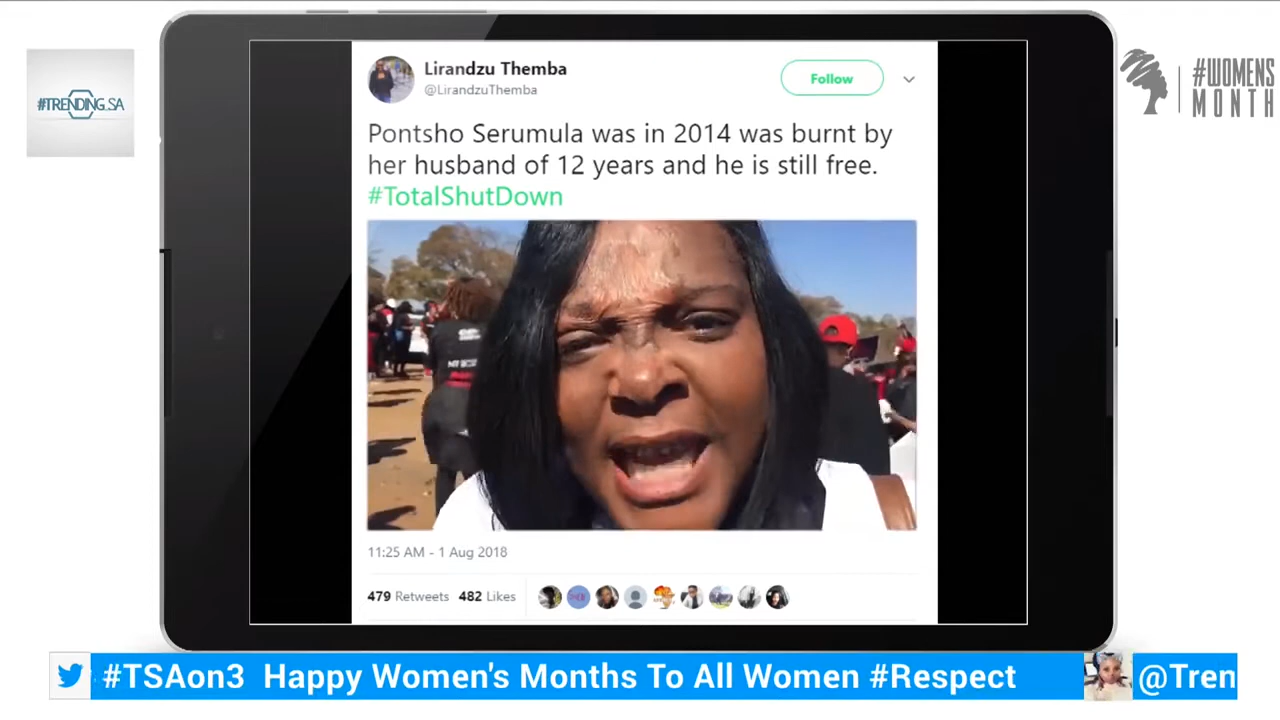 #TRENDING.SA
#WOMENS
MONTH
Lirandzu Themba
@LirandzuThemba
Follow
Pontsho Serumula was in 2014 was burnt by
her husband of 12 years and he is still free.
#TotalShutDown
11:25 AM - 1 Aug 2018
479 Retweets 482 Likes
#TSAon3 Happy Women's Months To All Women #Respect
@Tren